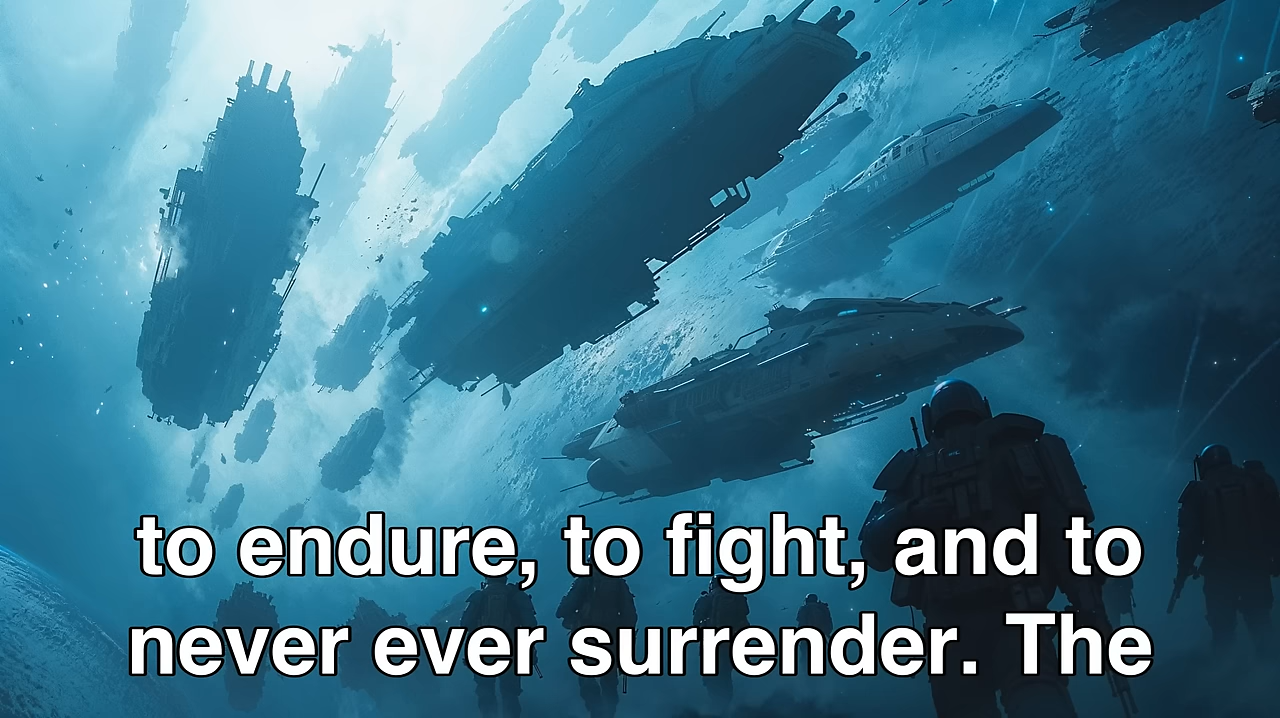 to endure, to fight, and to
never ever surrender. The